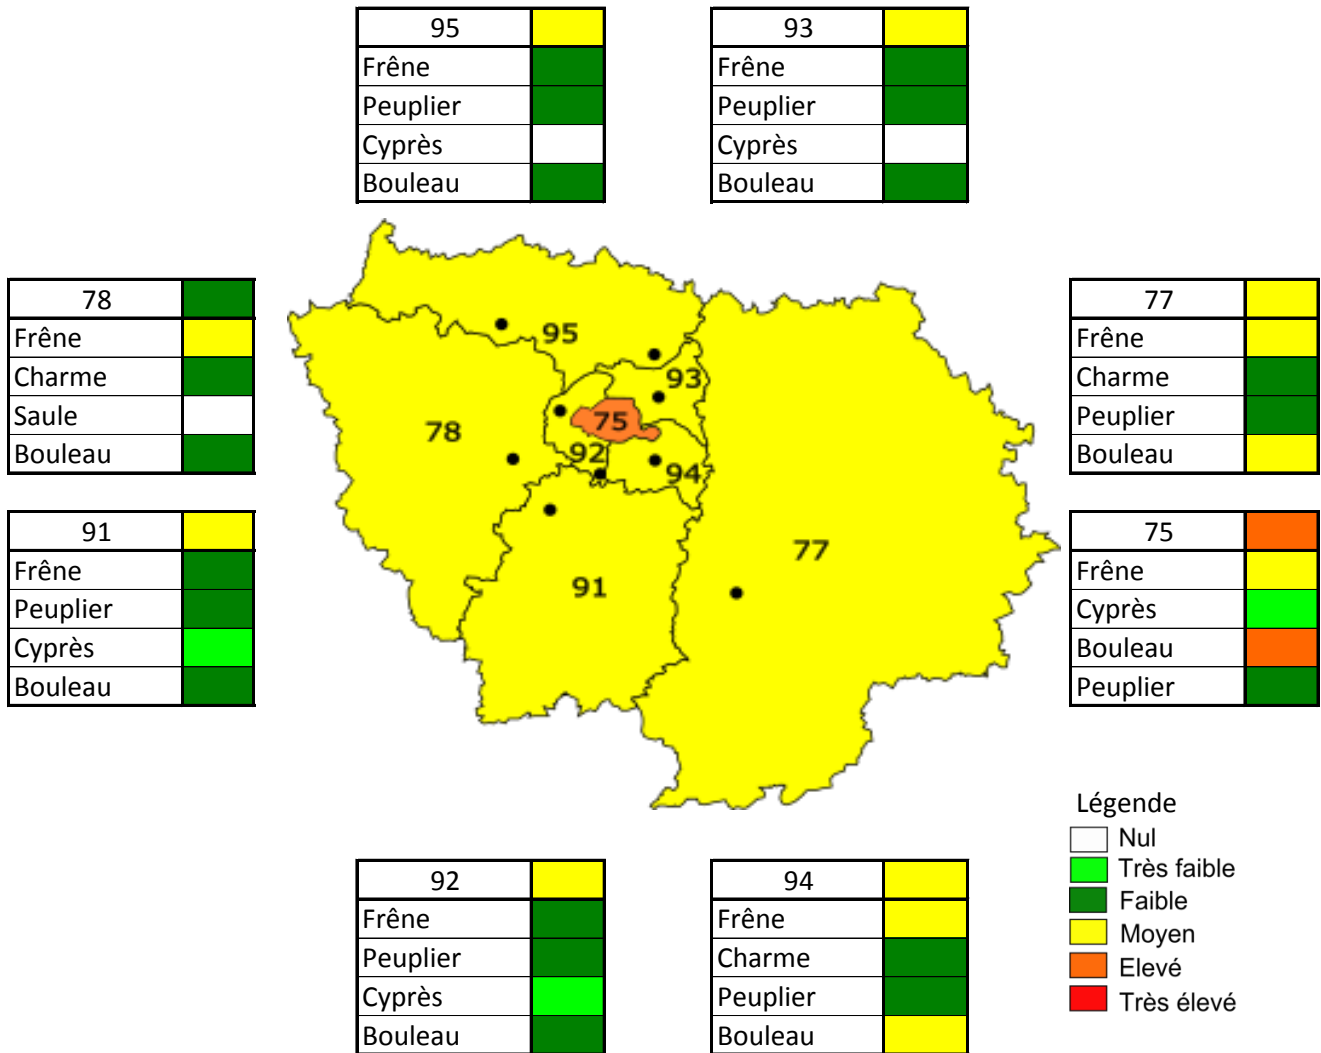 95
Frêne
Peuplier
Cyprès
Bouleau
93
Frêne
Peuplier
Cyprès
Bouleau
78
Frêne
Charme
Saule
Bouleau
91
Frêne
Peuplier
Cyprès
Bouleau
95
93
75
78
92
94
77
91
77
Frêne
Charme
Peuplier
Bouleau
75
Frêne
Cyprès
Bouleau
Peuplier
92
Frêne
Peuplier
Cyprès
Bouleau
94
Frêne
Charme
Peuplier
Bouleau
Légende
Nul
Très faible
Faible
Moyen
Elevé
Très élevé